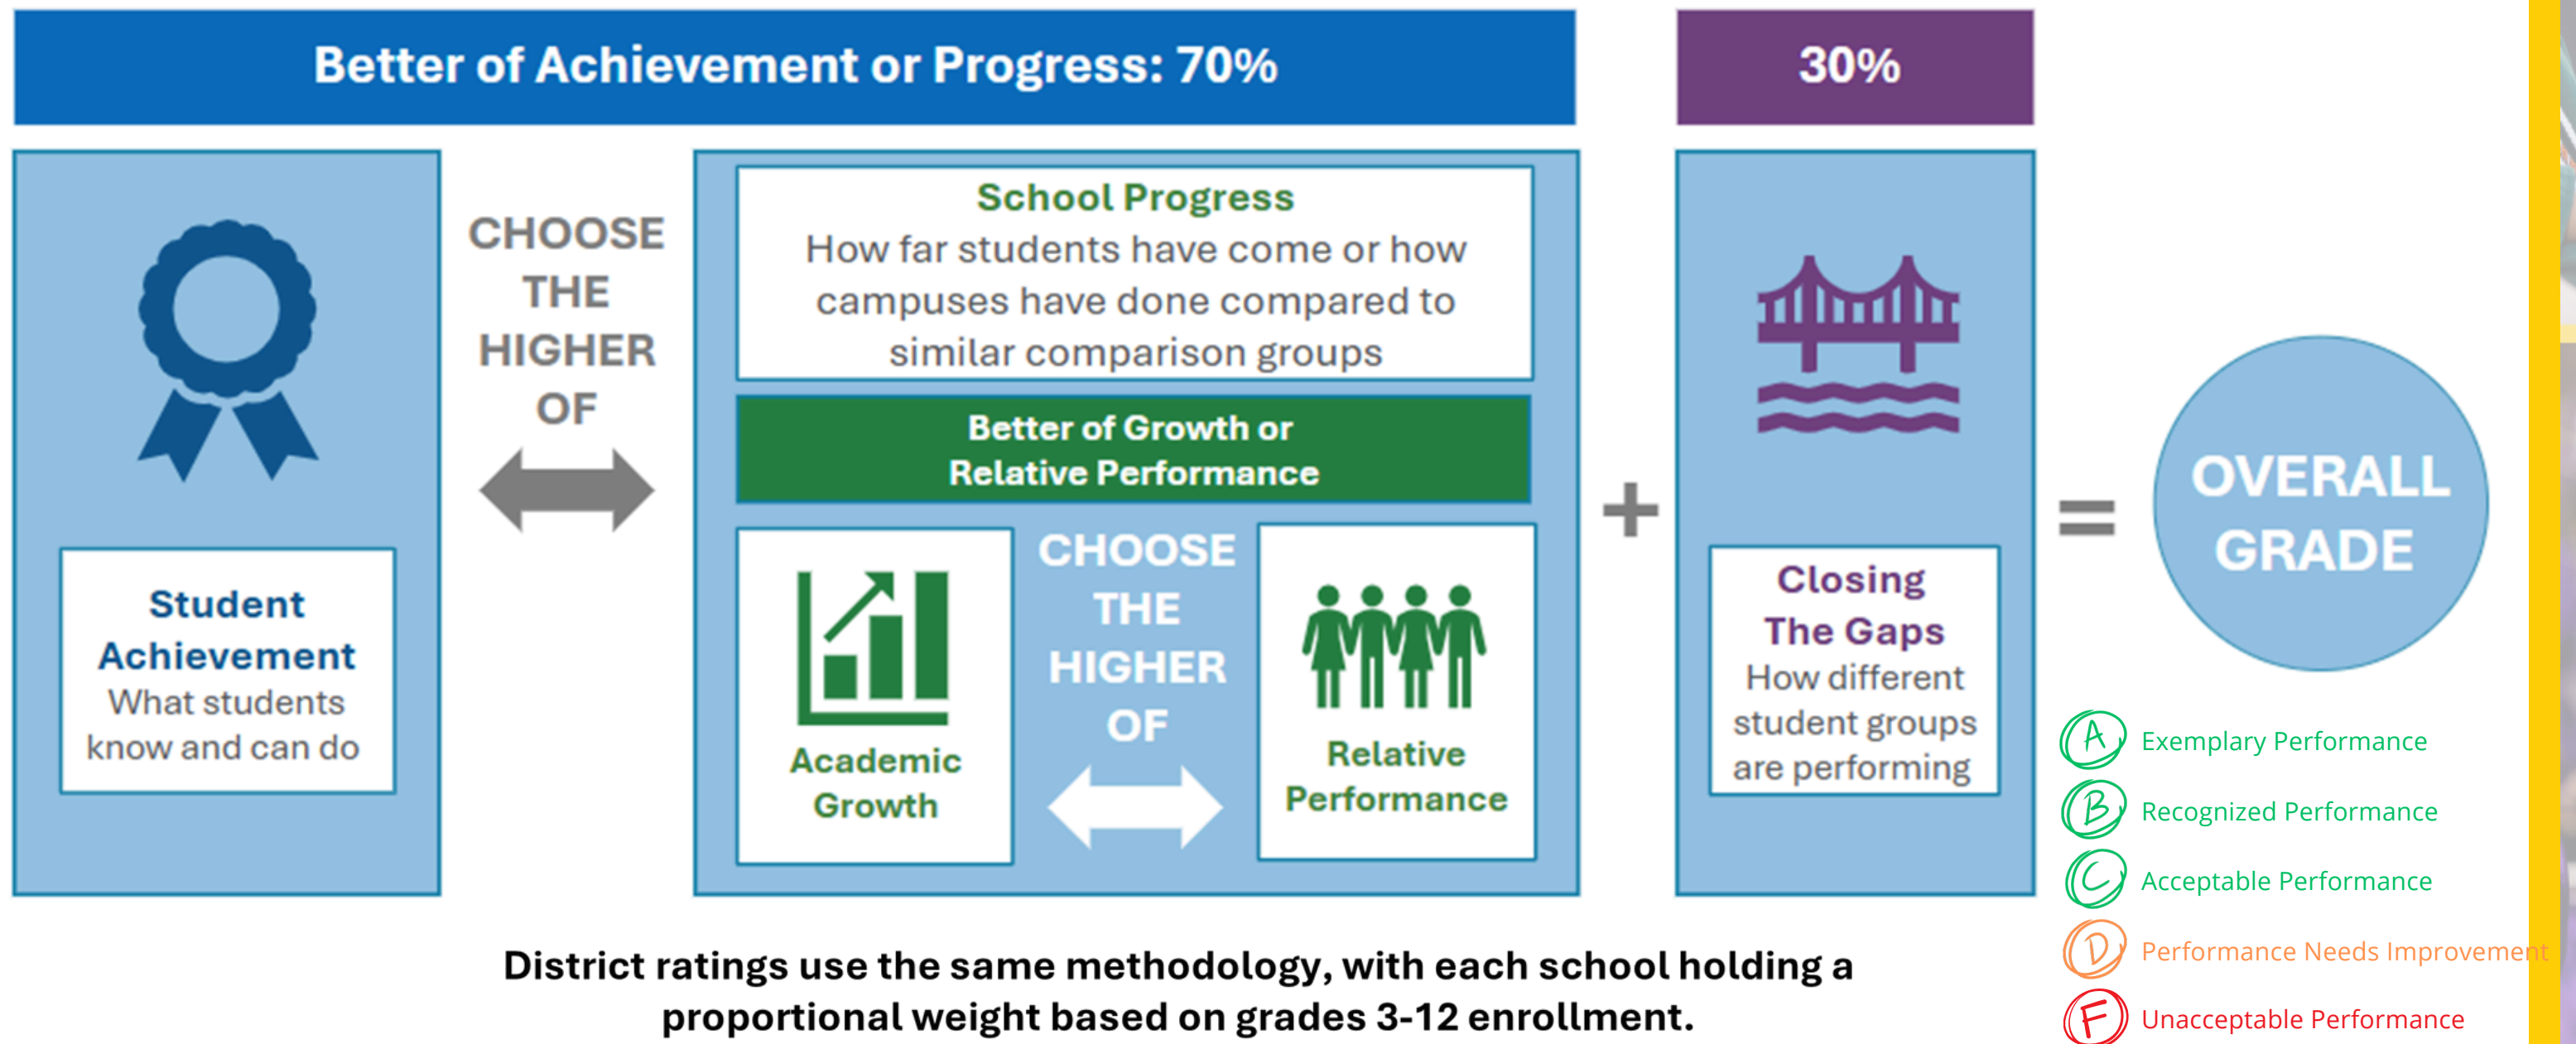 Better of Achievement or Progress: 70%
30%
CHOOSE
THE
HIGHER
OF
Student
Achievement
What students
know and can do
School Progress
How far students have come or how
campuses have done compared to
similar comparison groups
Better of Growth or
Relative Performance
Academic
Growth
CHOOSE
THE
HIGHER
OF
Relative
Performance
+
Closing
The Gaps
How different
student groups
are performing
=
OVERALL
GRADE
A Exemplary Performance
B Recognized Performance
C Acceptable Performance
D Performance Needs Improvement
F Unacceptable Performance
District ratings use the same methodology, with each school holding a
proportional weight based on grades 3-12 enrollment.